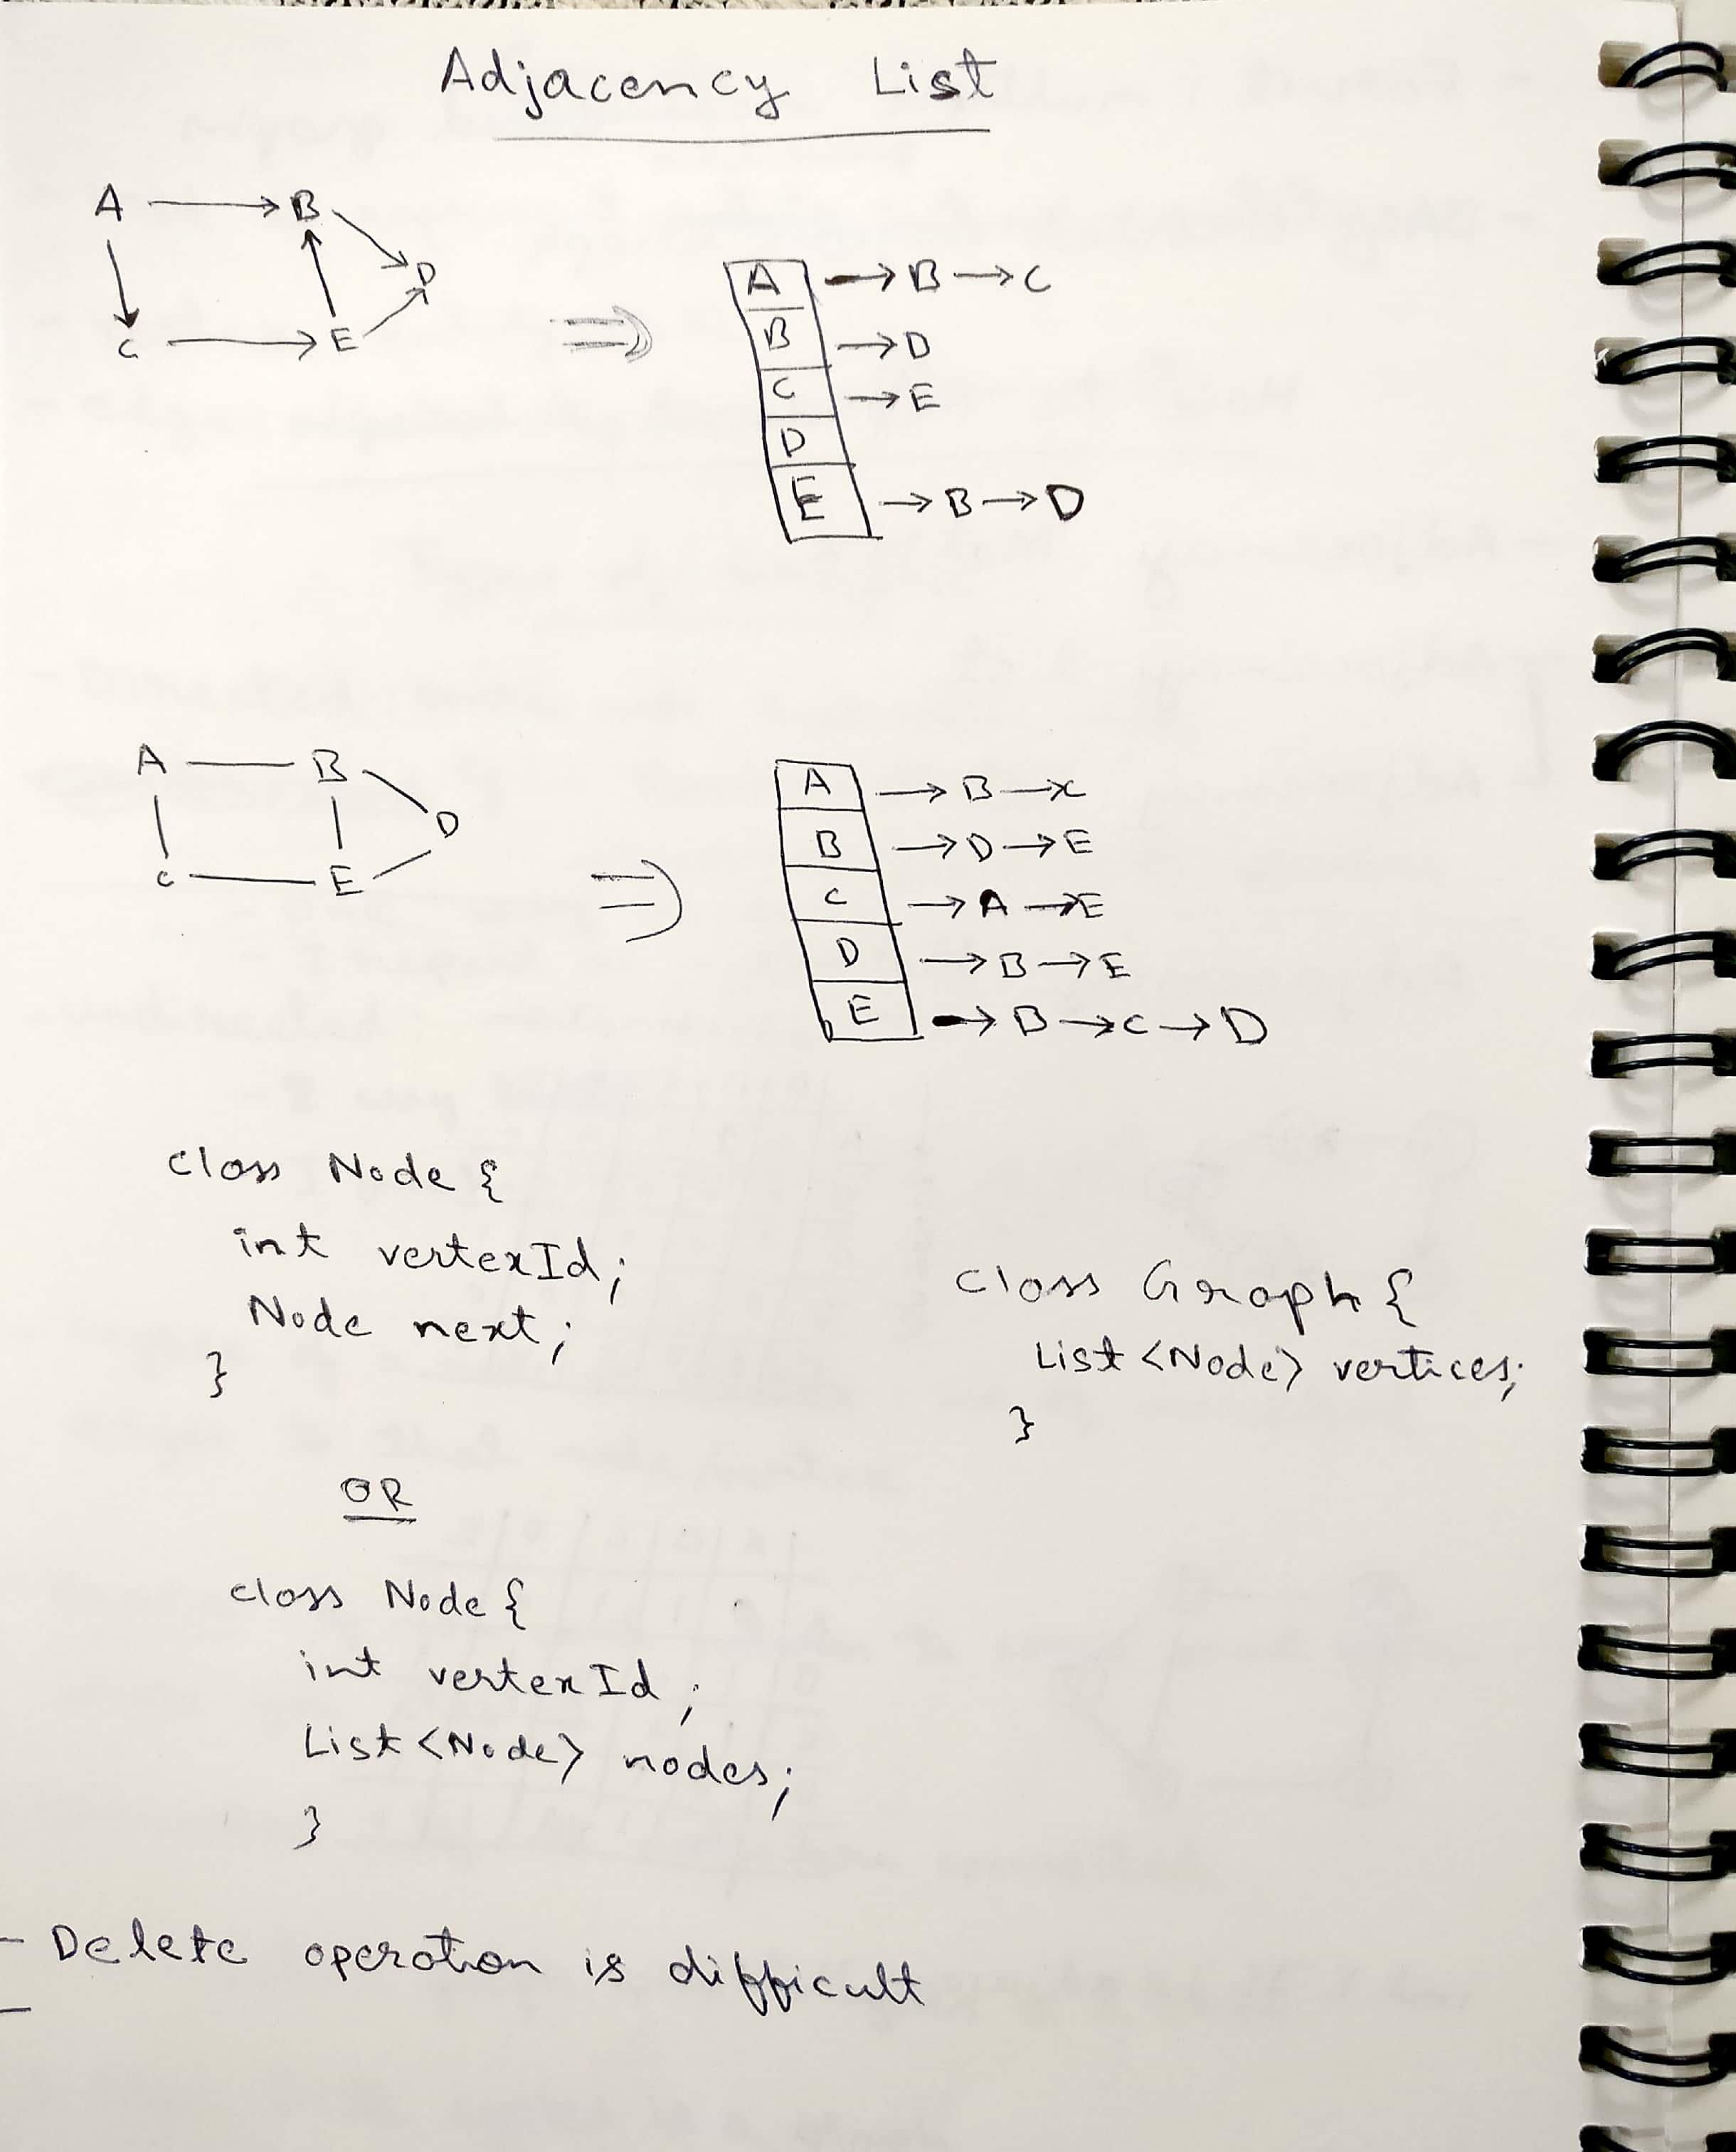 Adjacency List
A → B
D
C → E
⇒
A → B → C
B → D
C → E
D
E → B → D
A — B
D
C — E
⇒
A → B → C
B → D → E
C → A → E
D → B → E
E → B → C → D
class Node {
int vertexId;
Node next;
}
class Graph {
List <Node> vertices;
}
OR
class Node {
int vertexId;
List <Node> nodes;
}
- Delete operation is difficult
-